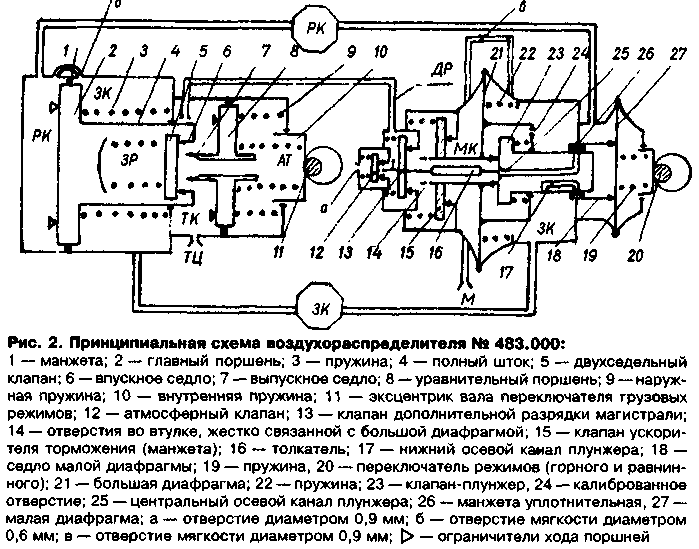 б
РК
в
1 2 3 4 5 6 7 8 9 10 ДР 21 22 23 24 25 26 27
ЗК
РК
ЗР
АТ
МК
а
ТК
ТЦ
ЗК
11 12 13 14 15 16 17 18 19 20
М
ЗК
Рис. 2. Принципиальная схема воздухораспределителя № 483.000:
1 — манжета; 2 — главный поршень; 3 — пружина; 4 — полный шток; 5 — двухседельный
клапан; 6 — впускное седло; 7 — выпускное седло; 8 — уравнительный поршень; 9 — наруж-
ная пружина; 10 — внутренняя пружина; 11 — эксцентрик вала переключателя грузовых
режимов; 12 — атмосферный клапан; 13 — клапан дополнительной разрядки магистрали;
14 — отверстия во втулке, жестко связанной с большой диафрагмой; 15 — клапан ускори-
теля торможения (манжета); 16 — толкатель; 17 — нижний осевой канал плунжера; 18 —
седло малой диафрагмы; 19 — пружина, 20 — переключатель режимов (горного и равнин-
ного); 21 — большая диафрагма; 22 — пружина; 23 — клапан-плунжер, 24 — калиброванное
отверстие; 25 — центральный осевой канал плунжера; 26 — манжета уплотнительная, 27 —
малая диафрагма; а — отверстие диаметром 0,9 мм; б — отверстие мягкости диаметром
0,6 мм; в — отверстие мягкости диаметром 0,9 мм; ▷ — ограничители хода поршней